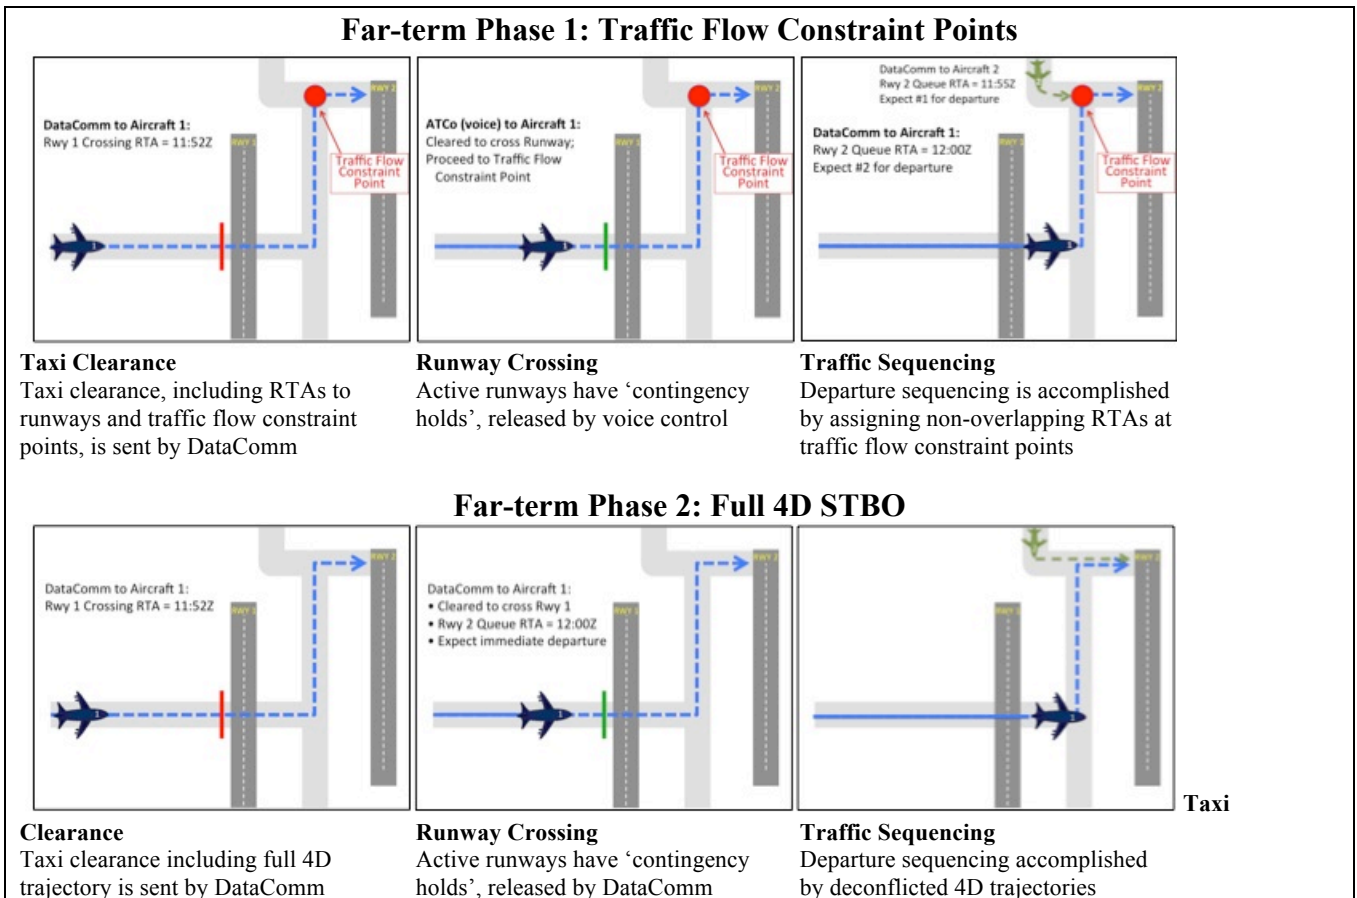 Far-term Phase 1: Traffic Flow Constraint Points
DataComm to Aircraft 1:
Rwy 1 Crossing RTA = 11:52Z
RWY 1
RWY 2
Traffic Flow
Constraint
Point
1
ATCo (voice) to Aircraft 1:
Cleared to cross Runway;
Proceed to Traffic Flow
Constraint Point
RWY 1
RWY 2
Traffic Flow
Constraint
Point
1
DataComm to Aircraft 2
Rwy 2 Queue RTA = 11:55Z
Expect #1 for departure
DataComm to Aircraft 1:
Rwy 2 Queue RTA = 12:00Z
Expect #2 for departure
RWY 1
RWY 2
Traffic Flow
Constraint
Point
1
Taxi Clearance
Taxi clearance, including RTAs to
runways and traffic flow constraint
points, is sent by DataComm
Runway Crossing
Active runways have ‘contingency
holds’, released by voice control
Traffic Sequencing
Departure sequencing is accomplished
by assigning non-overlapping RTAs at
traffic flow constraint points
Far-term Phase 2: Full 4D STBO
DataComm to Aircraft 1:
Rwy 1 Crossing RTA = 11:52Z
RWY 1
RWY 2
1
DataComm to Aircraft 1:
• Cleared to cross Rwy 1
• Rwy 2 Queue RTA = 12:00Z
• Expect immediate departure
RWY 1
RWY 2
1
RWY 1
RWY 2
1
Taxi
Clearance
Taxi clearance including full 4D
trajectory is sent by DataComm
Runway Crossing
Active runways have ‘contingency
holds’, released by DataComm
Traffic Sequencing
Departure sequencing accomplished
by deconflicted 4D trajectories